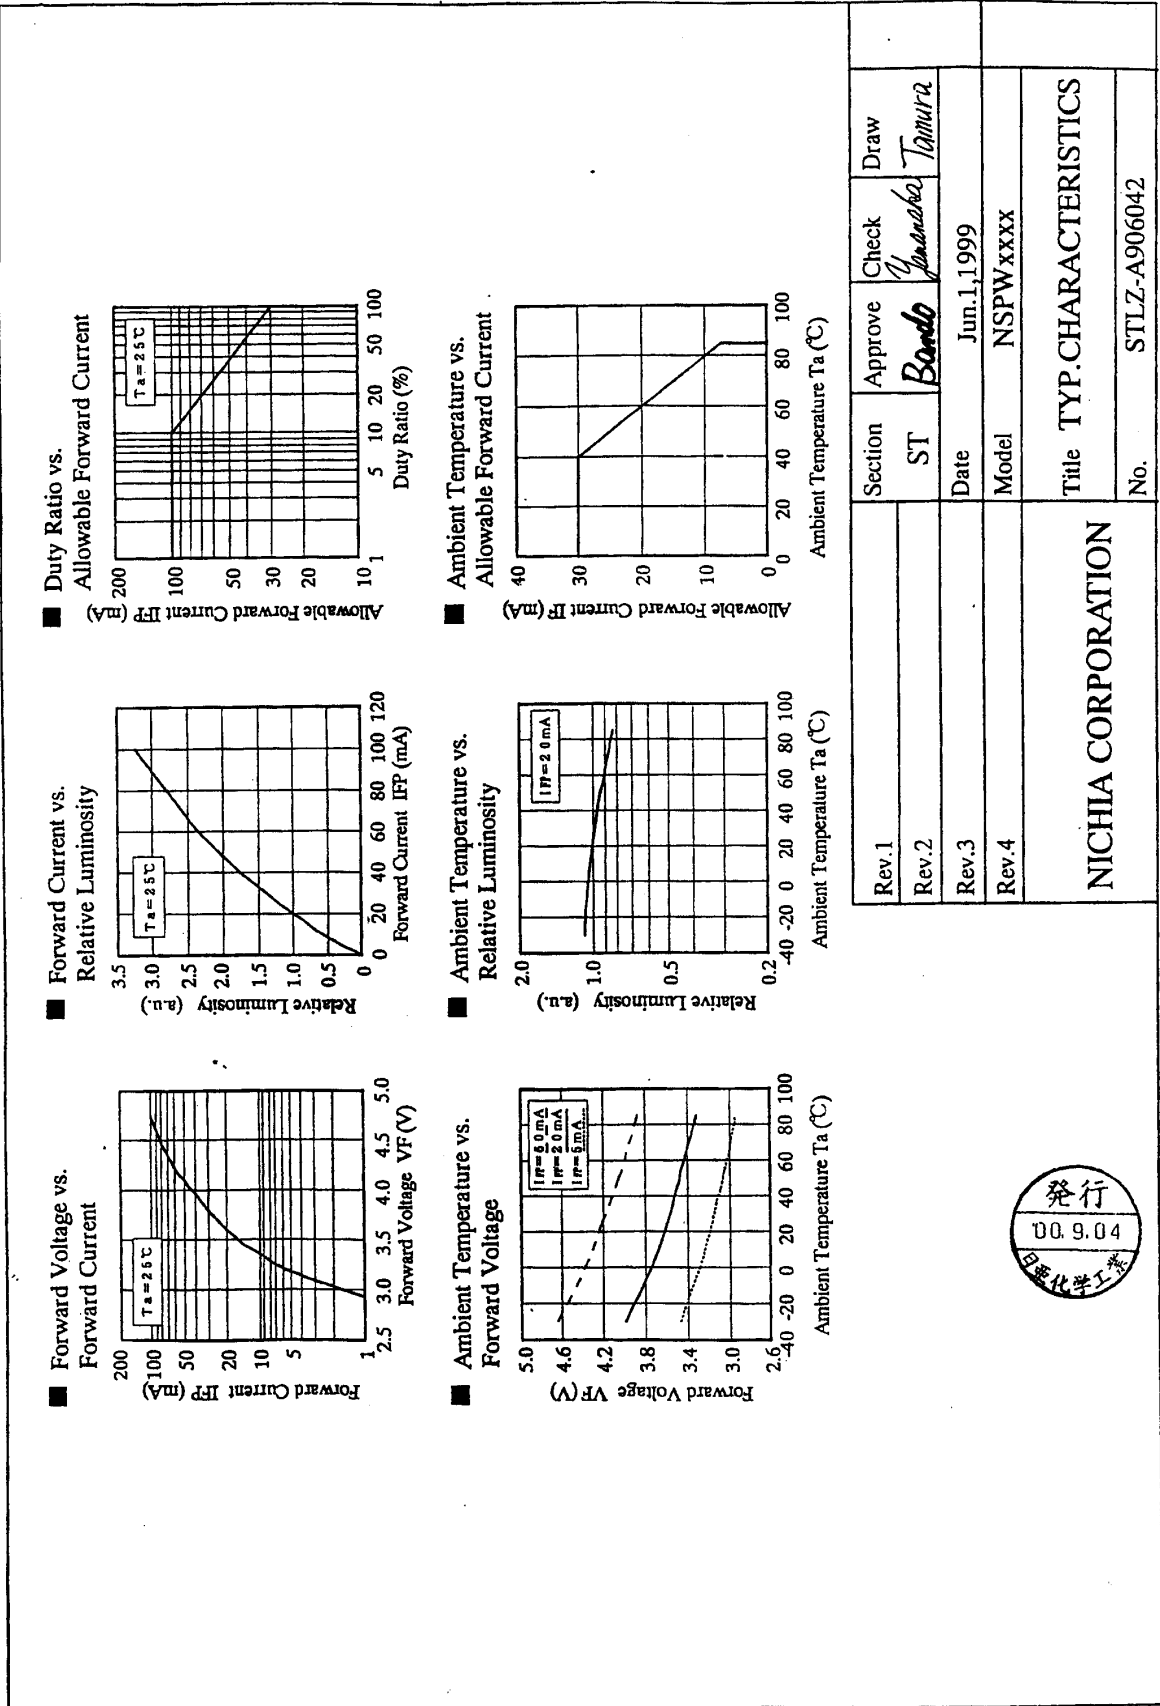 ■ Forward Voltage vs.
Forward Current
Forward Current IFP (mA)
200
100
50
20
10
5
1
Ta=25℃
2.5 3.0 3.5 4.0 4.5 5.0
Forward Voltage VF (V)
■ Forward Current vs.
Relative Luminosity
Relative Luminosity (a.u.)
3.5
3.0
2.5
2.0
1.5
1.0
0.5
0
Ta=25℃
0 20 40 60 80 100 120
Forward Current IFP (mA)
■ Duty Ratio vs.
Allowable Forward Current
Allowable Forward Current IFP (mA)
200
100
50
30
20
10
Ta=25℃
1 5 10 20 50 100
Duty Ratio (%)
■ Ambient Temperature vs.
Forward Voltage
Forward Voltage VF (V)
5.0
4.6
4.2
3.8
3.4
3.0
2.6
IFP=60mA
IFP=20mA
IFP=5mA
-40 -20 0 20 40 60 80 100
Ambient Temperature Ta (℃)
■ Ambient Temperature vs.
Relative Luminosity
Relative Luminosity (a.u.)
2.0
1.0
0.5
0.2
IFP=20mA
-40 -20 0 20 40 60 80 100
Ambient Temperature Ta (℃)
■ Ambient Temperature vs.
Allowable Forward Current
Allowable Forward Current IF (mA)
40
30
20
10
0
0 20 40 60 80 100
Ambient Temperature Ta (℃)
Rev.1
Rev.2
Rev.3
Rev.4
Section Approve Check Draw
ST Bando Yamanaka Tamura
Date Jun.1,1999
Model NSPWxxxx
NICHIA CORPORATION
Title TYP.CHARACTERISTICS
No. STLZ-A906042
発行
'00.9.04
日亜化学工業